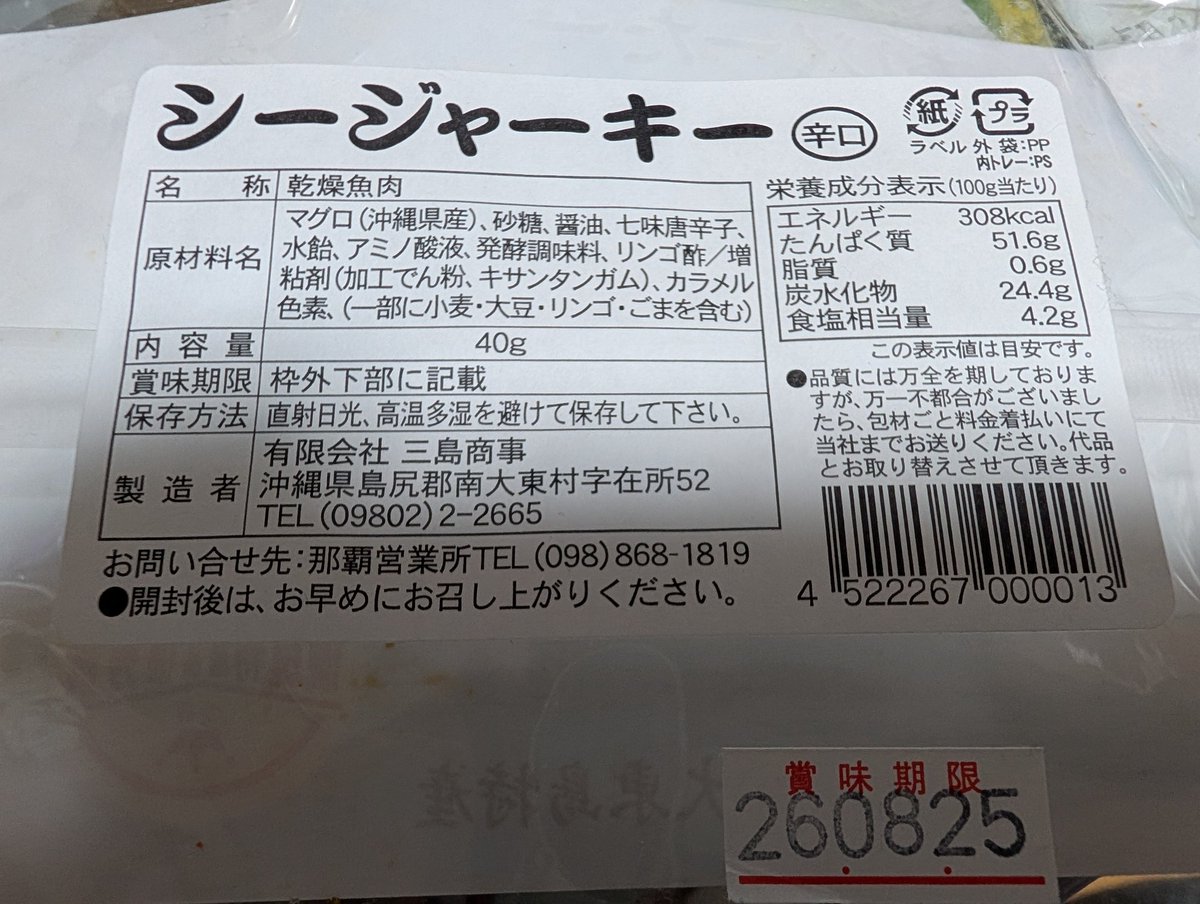 シージャーキー 辛口
紙 プラ
ラベル 外 袋:PP
内トレー:PS
名 称 乾燥魚肉
原材料名 マグロ(沖縄県産)、砂糖、醤油、七味唐辛子、
水飴、アミノ酸液、発酵調味料、リンゴ酢/増
粘剤(加工でん粉、キサンタンガム)、カラメル
色素、(一部に小麦・大豆・リンゴ・ごまを含む)
内 容 量 40g
賞味期限 枠外下部に記載
保存方法 直射日光、高温多湿を避けて保存して下さい。
製 造 者 有限会社 三島商事
沖縄県島尻郡南大東村字在所52
TEL(09802)2-2665
お問い合せ先:那覇営業所TEL(098)868-1819
●開封後は、お早めにお召し上がりください。
栄養成分表示(100g当たり)
エネルギー 308kcal
たんぱく質 51.6g
脂質 0.6g
炭水化物 24.4g
食塩相当量 4.2g
この表示値は目安です。
●品質には万全を期しておりま
すが、万一不都合がございまし
たら、包材ごと料金着払いにて
当社までお送りください。代品
とお取り替えさせて頂きます。
4 522267 000013
大東島特産
賞味期限
260825